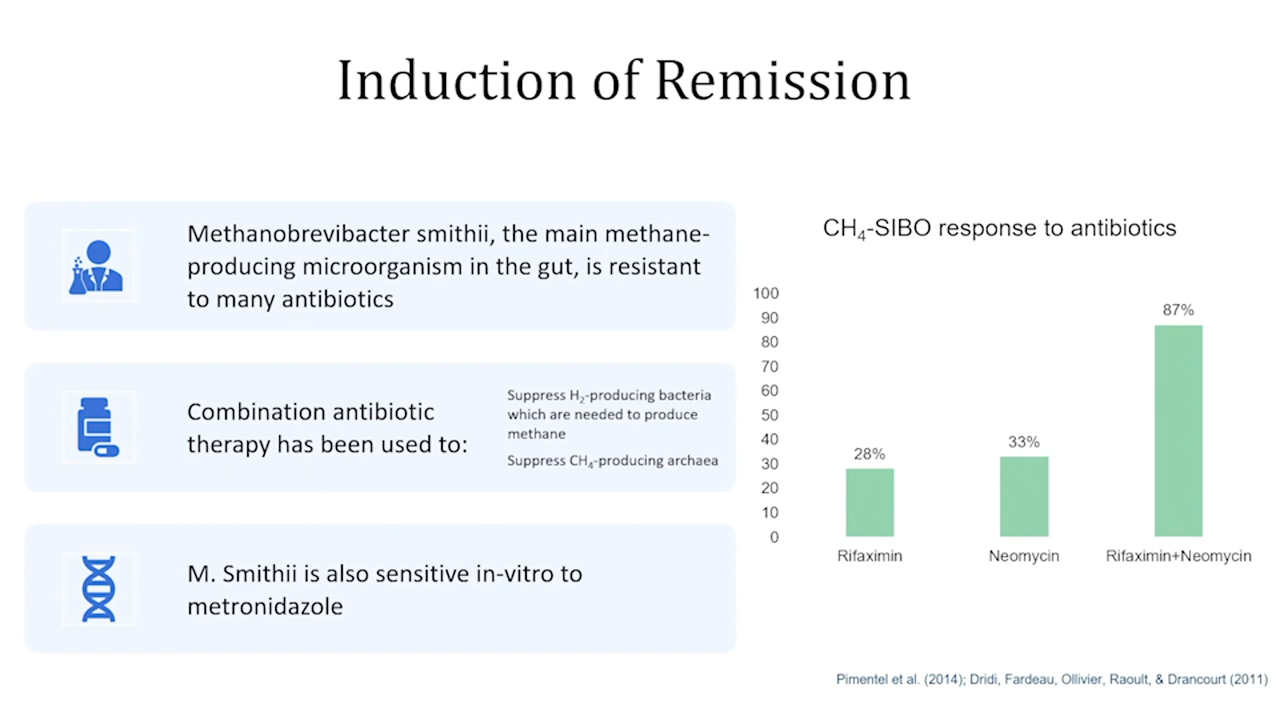 Induction of Remission
Methanobrevibacter smithii, the main methane-
producing microorganism in the gut, is resistant
to many antibiotics
Combination antibiotic
therapy has been used to:
Suppress H₂-producing bacteria
which are needed to produce
methane
Suppress CH₄-producing archaea
M. Smithii is also sensitive in-vitro to
metronidazole
CH₄-SIBO response to antibiotics
100
90
80
70
60
50
40
30
20
10
0
28%
33%
87%
Rifaximin
Neomycin
Rifaximin+Neomycin
Pimentel et al. (2014); Dridi, Fardeau, Ollivier, Raoult, & Drancourt (2011)